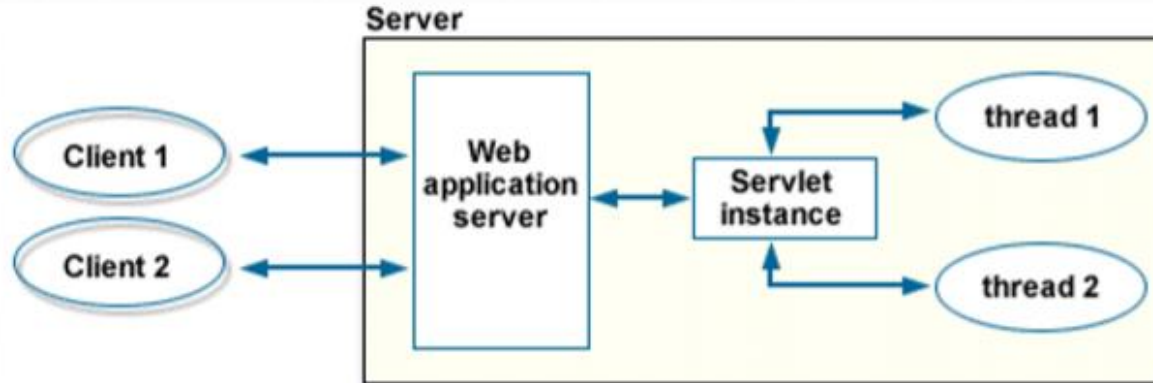 Server
Client 1
Client 2
Web
application
server
Servlet
instance
thread 1
thread 2